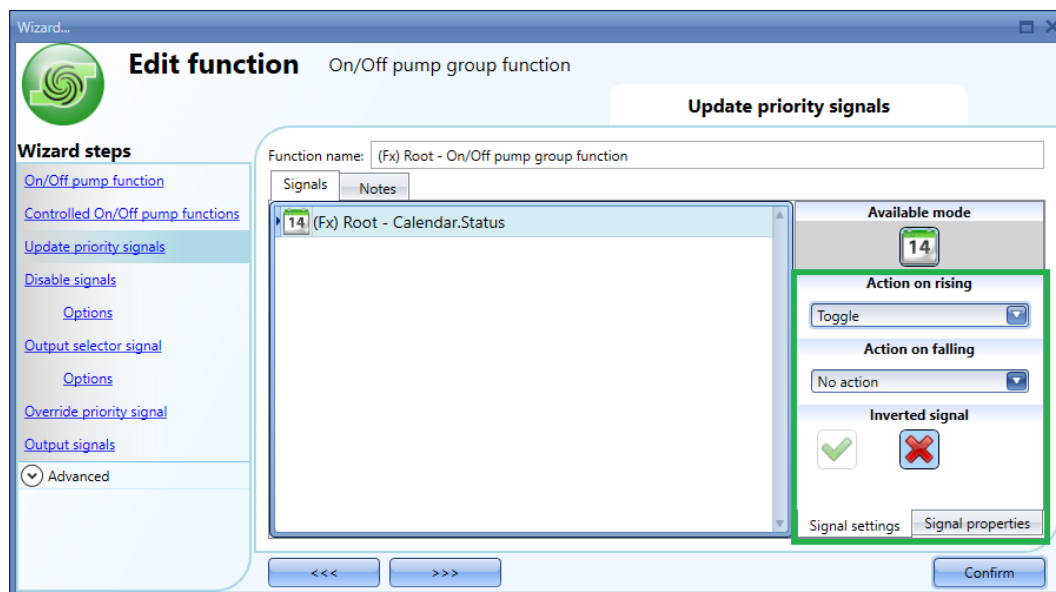 Wizard...
Edit function On/Off pump group function
Update priority signals
Wizard steps
On/Off pump function
Controlled On/Off pump functions
Update priority signals
Disable signals
Options
Output selector signal
Options
Override priority signal
Output signals
Advanced
Function name: (Fx) Root - On/Off pump group function
Signals Notes
14 (Fx) Root - Calendar.Status
Available mode
14
Action on rising
Toggle
Action on falling
No action
Inverted signal
Signal settings Signal properties
<<< >>> Confirm